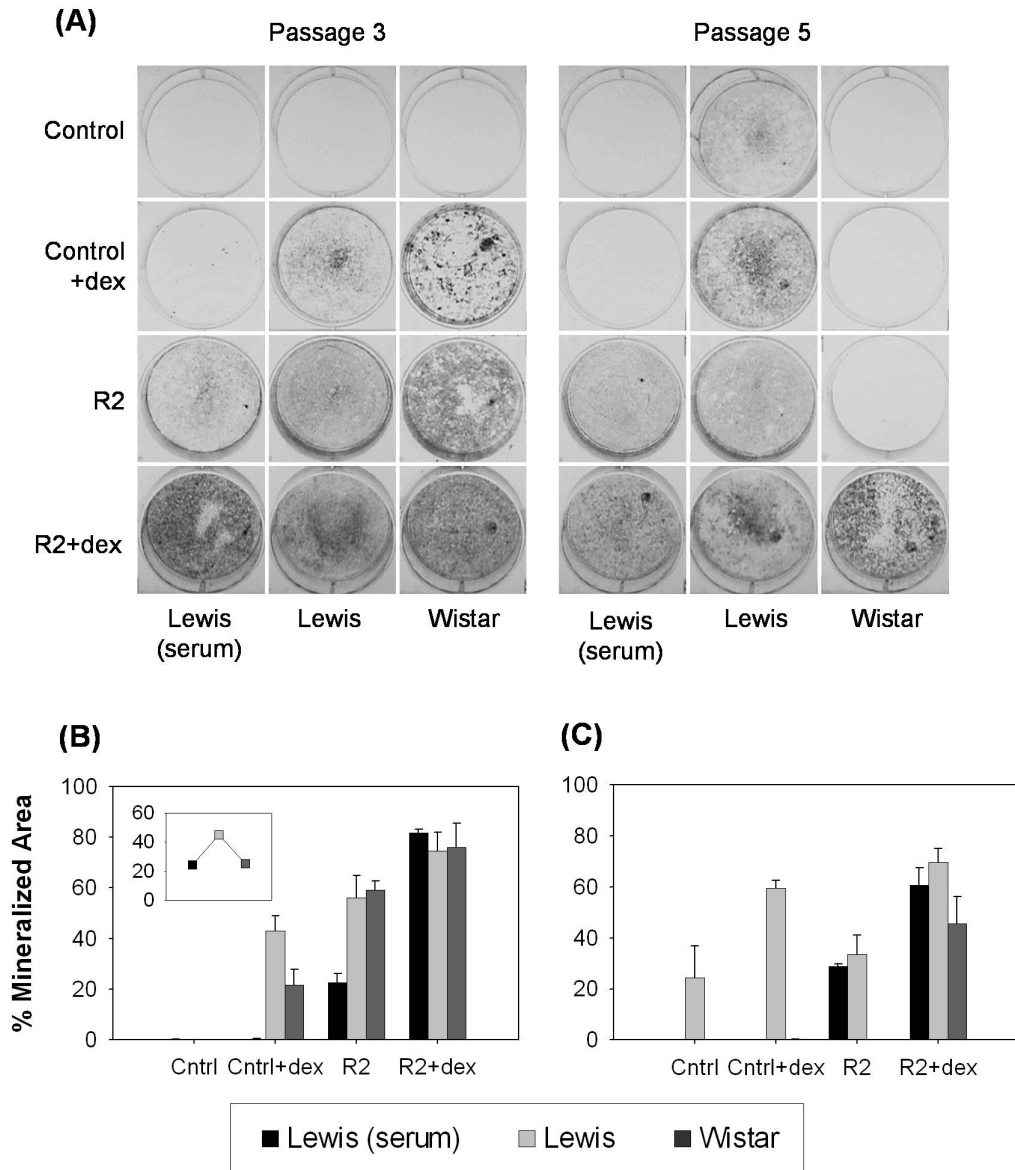 (A)
Passage 3
Passage 5
Control
Control
+dex
R2
R2+dex
Lewis
(serum)
Lewis
Wistar
Lewis
(serum)
Lewis
Wistar
(B)
(C)
% Mineralized Area
100
80
60
40
20
0
60
40
20
0
Cntrl Cntrl+dex R2 R2+dex
100
80
60
40
20
0
Cntrl Cntrl+dex R2 R2+dex
Lewis (serum) Lewis Wistar